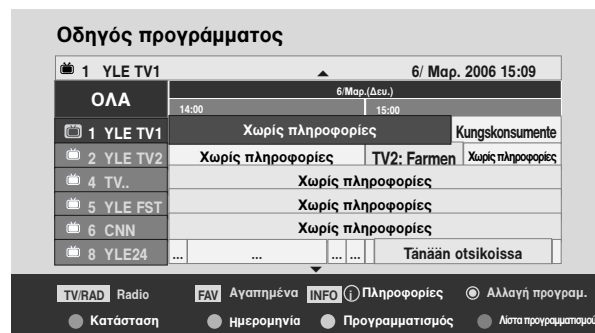 Οδηγός προγράμματος
1 YLE TV1 6/ Μαρ. 2006 15:09
ΟΛΑ 6/Μαρ.(Δευ.)
14:00 15:00
1 YLE TV1 Χωρίς πληροφορίες Kungskonsumente
2 YLE TV2 Χωρίς πληροφορίες TV2: Farmen Χωρίς πληροφορίες
4 TV.. Χωρίς πληροφορίες
5 YLE FST Χωρίς πληροφορίες
6 CNN Χωρίς πληροφορίες
8 YLE24 ... ... ... ... Tänään otsikoissa
TV/RAD Radio FAV Αγαπημένα INFO i Πληροφορίες Αλλαγή προγραμ.
Κατάσταση Ημερομηνία Προγραμματισμός Λίστα προγραμματισμού